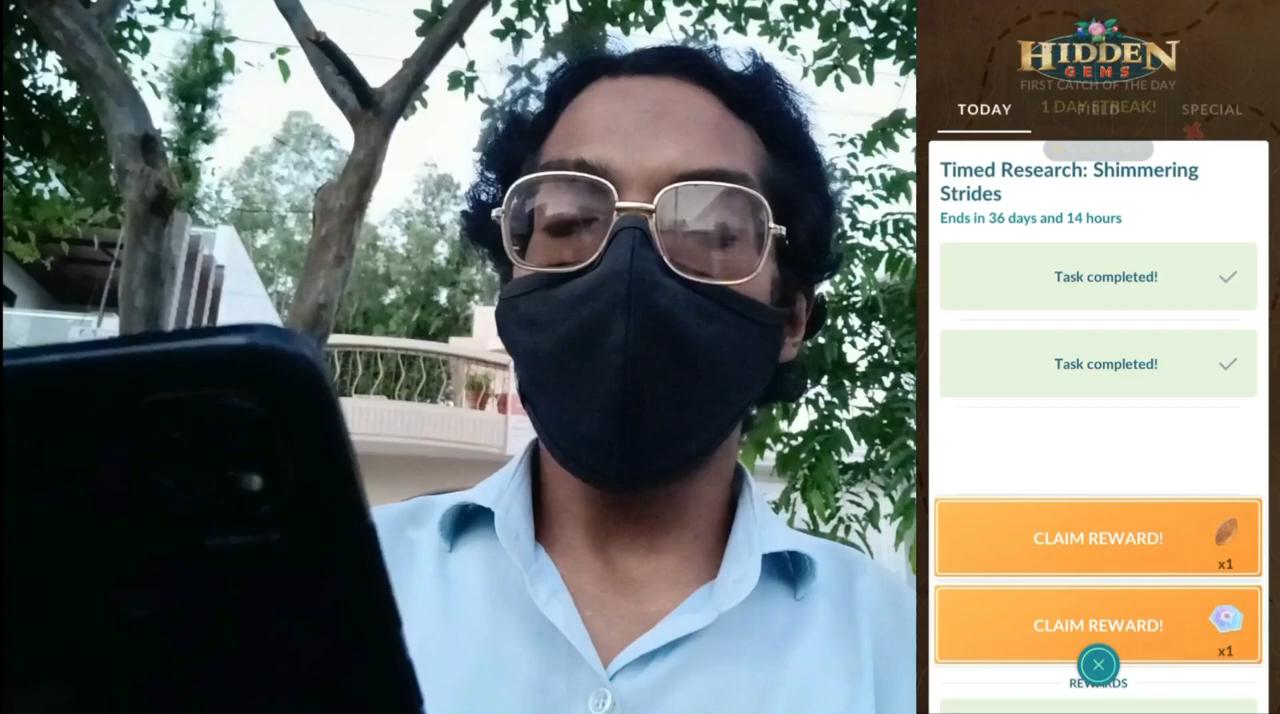 HIDDEN
GEMS
FIRST CATCH OF THE DAY
1 DAY STREAK!
TODAY
FIELD
SPECIAL
Timed Research: Shimmering
Strides
Ends in 36 days and 14 hours
Task completed!
Task completed!
CLAIM REWARD!
x1
CLAIM REWARD!
x1
REWARDS